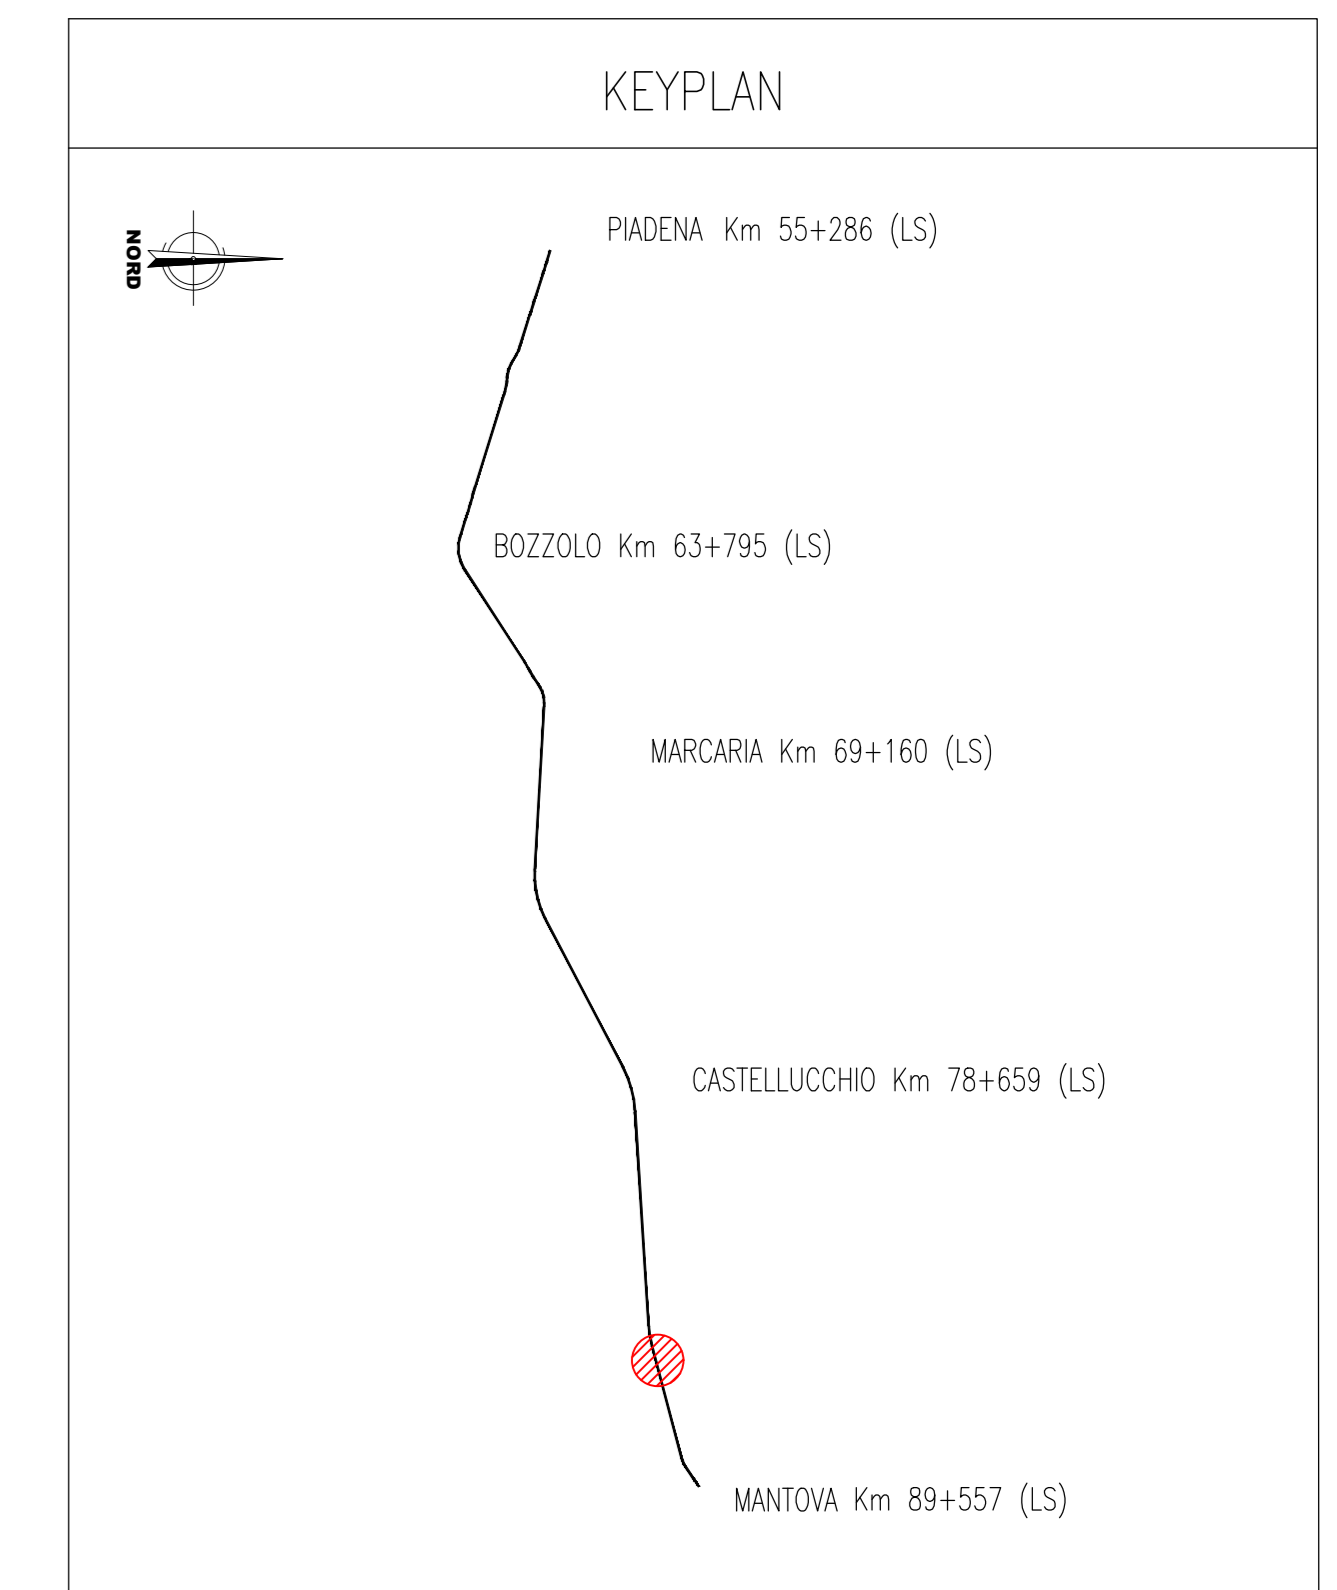 KEYPLAN
NORD
PIADENA Km 55+286 (LS)
BOZZOLO Km 63+795 (LS)
MARCARIA Km 69+160 (LS)
CASTELLUCCHIO Km 78+659 (LS)
MANTOVA Km 89+557 (LS)